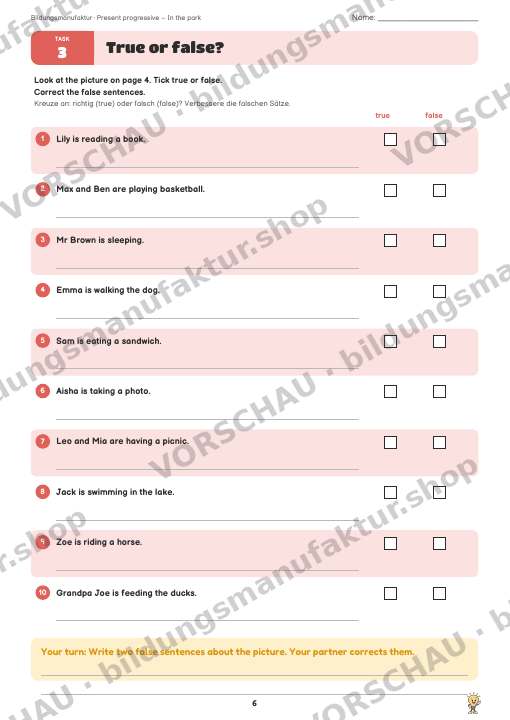 Bildungsmanufaktur · Present progressive – In the park
Name:
TASK
3
True or false?
Look at the picture on page 4. Tick true or false.
Correct the false sentences.
Kreuze an: richtig (true) oder falsch (false)? Verbessere die falschen Sätze.
true false
1 Lily is reading a book.
2 Max and Ben are playing basketball.
3 Mr Brown is sleeping.
4 Emma is walking the dog.
5 Sam is eating a sandwich.
6 Aisha is taking a photo.
7 Leo and Mia are having a picnic.
8 Jack is swimming in the lake.
9 Zoe is riding a horse.
10 Grandpa Joe is feeding the ducks.
Your turn: Write two false sentences about the picture. Your partner corrects them.
6
VORSCHAU · bildungsmanufaktur.shop
VORSCHAU · bildungsmanufaktur.shop
VORSCHAU · bildungsmanufaktur.shop